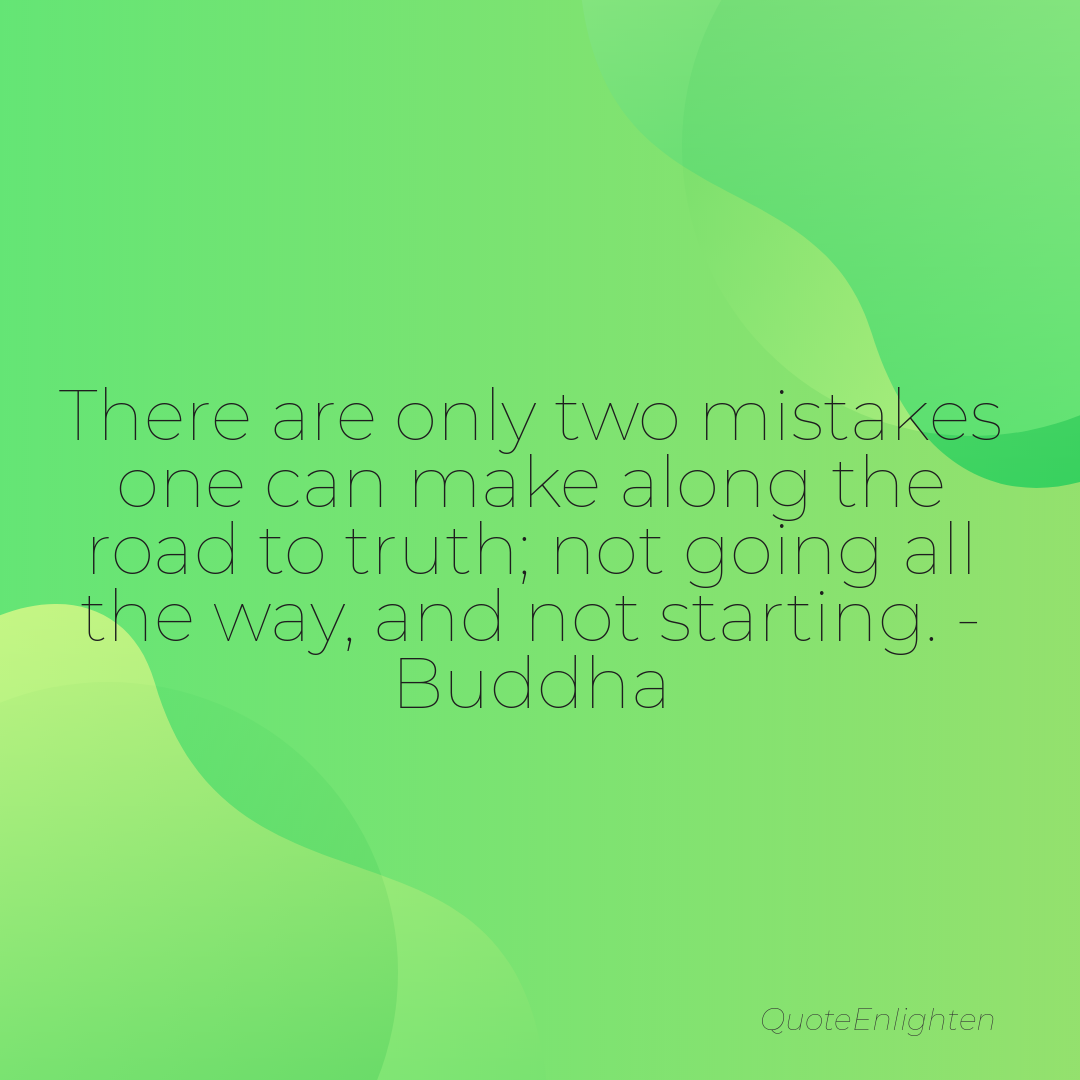 There are only two mistakes
one can make along the
road to truth; not going all
the way, and not starting. -
Buddha
QuoteEnlighten